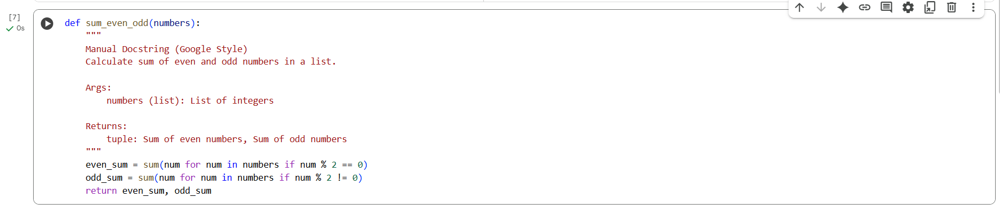 [7]
0s
def sum_even_odd(numbers):
    """
    Manual Docstring (Google Style)
    Calculate sum of even and odd numbers in a list.

    Args:
        numbers (list): List of integers

    Returns:
        tuple: Sum of even numbers, Sum of odd numbers
    """
    even_sum = sum(num for num in numbers if num % 2 == 0)
    odd_sum = sum(num for num in numbers if num % 2 != 0)
    return even_sum, odd_sum